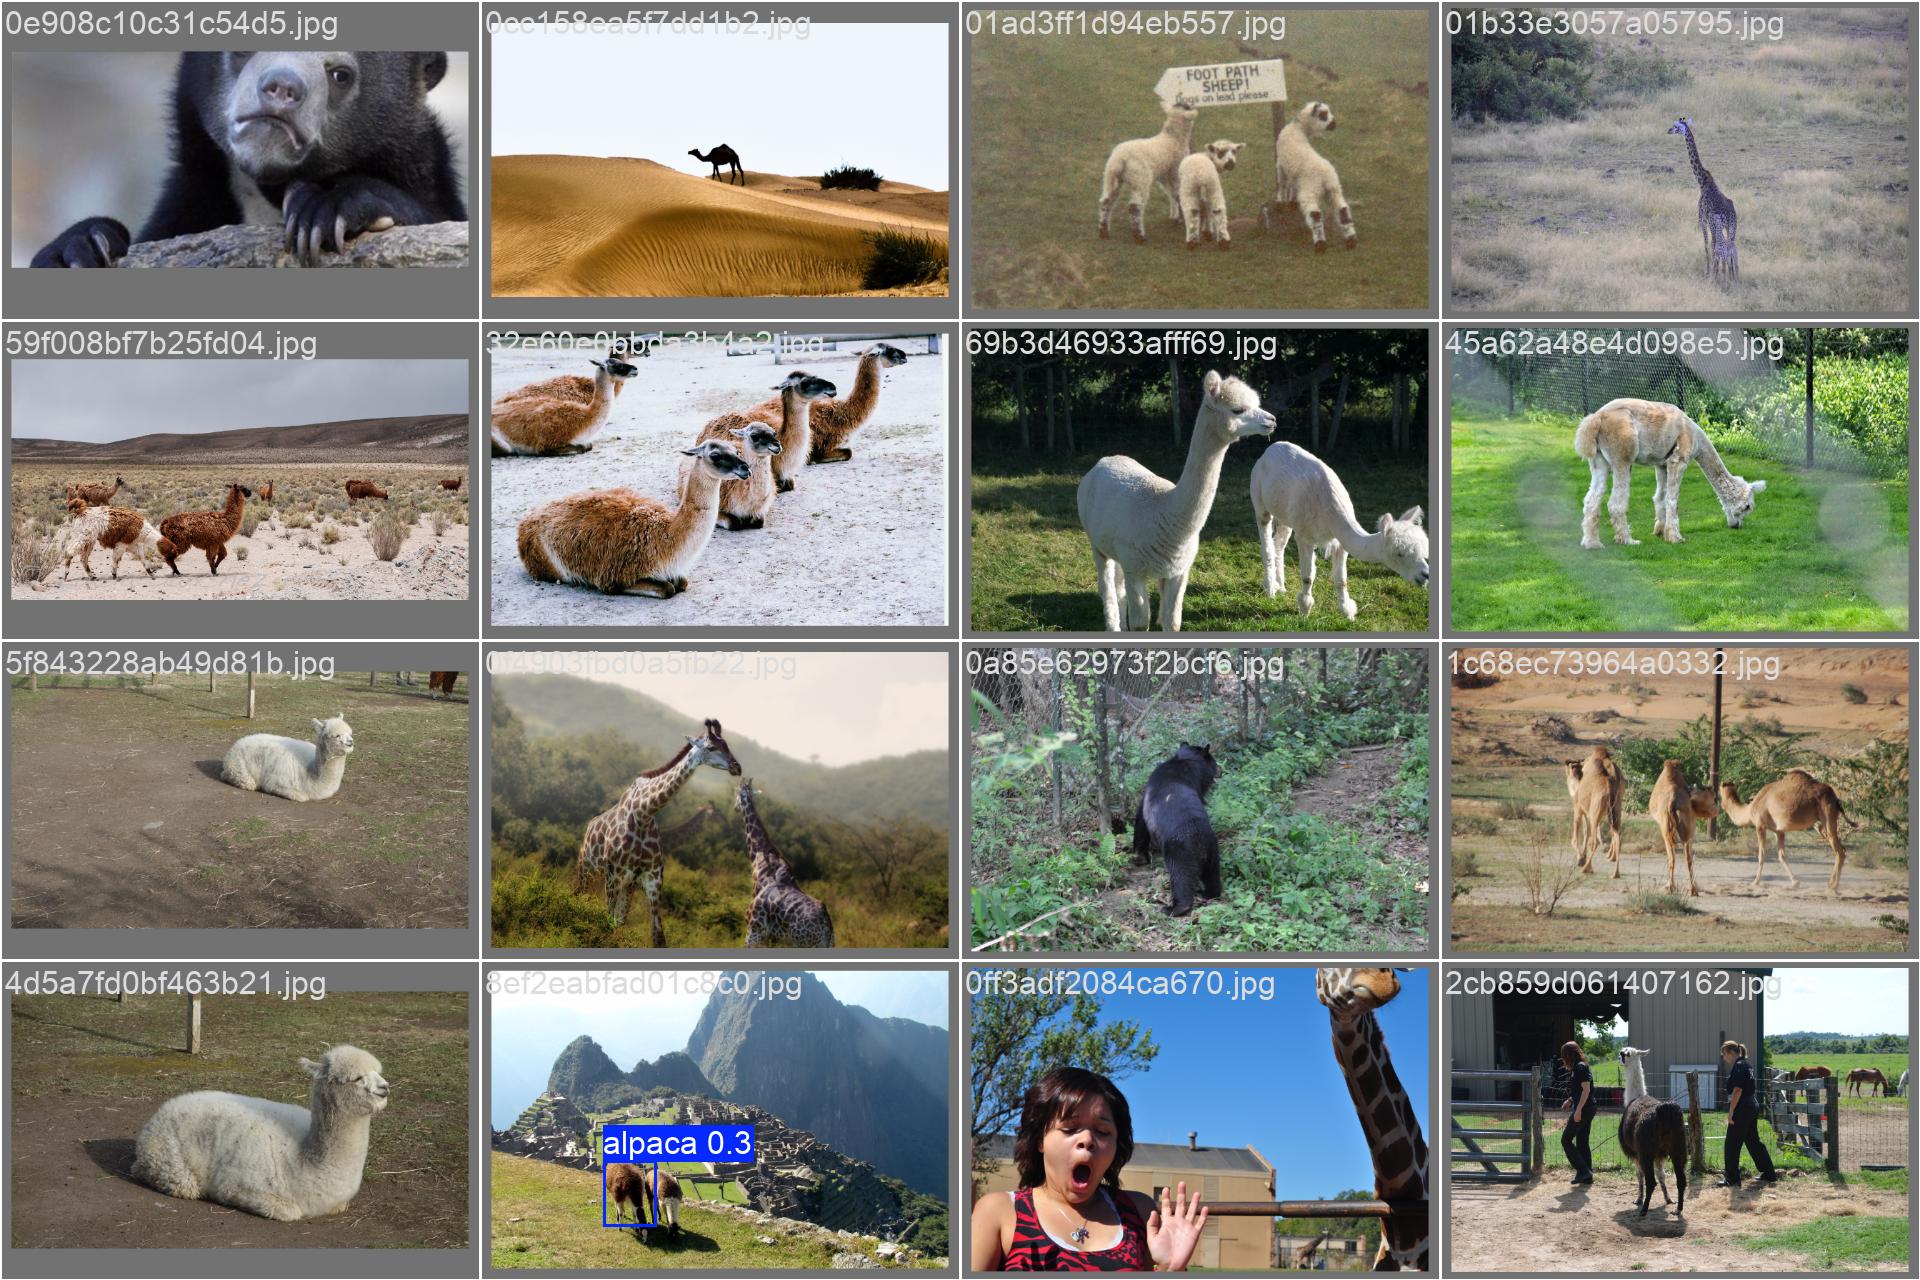 0e908c10c31c54d5.jpg
0cc158ea5f7dd1b2.jpg
01ad3ff1d94eb557.jpg
FOOT PATH
SHEEP!
Dogs on lead please
01b33e3057a05795.jpg
59f008bf7b25fd04.jpg
32e60e0bbda3b4a2.jpg
69b3d46933afff69.jpg
45a62a48e4d098e5.jpg
5f843228ab49d81b.jpg
0f4903fbd0a5fb22.jpg
0a85e62973f2bcf6.jpg
1c68ec73964a0332.jpg
4d5a7fd0bf463b21.jpg
8ef2eabfad01c8c0.jpg
alpaca 0.3
0ff3adf2084ca670.jpg
2cb859d061407162.jpg